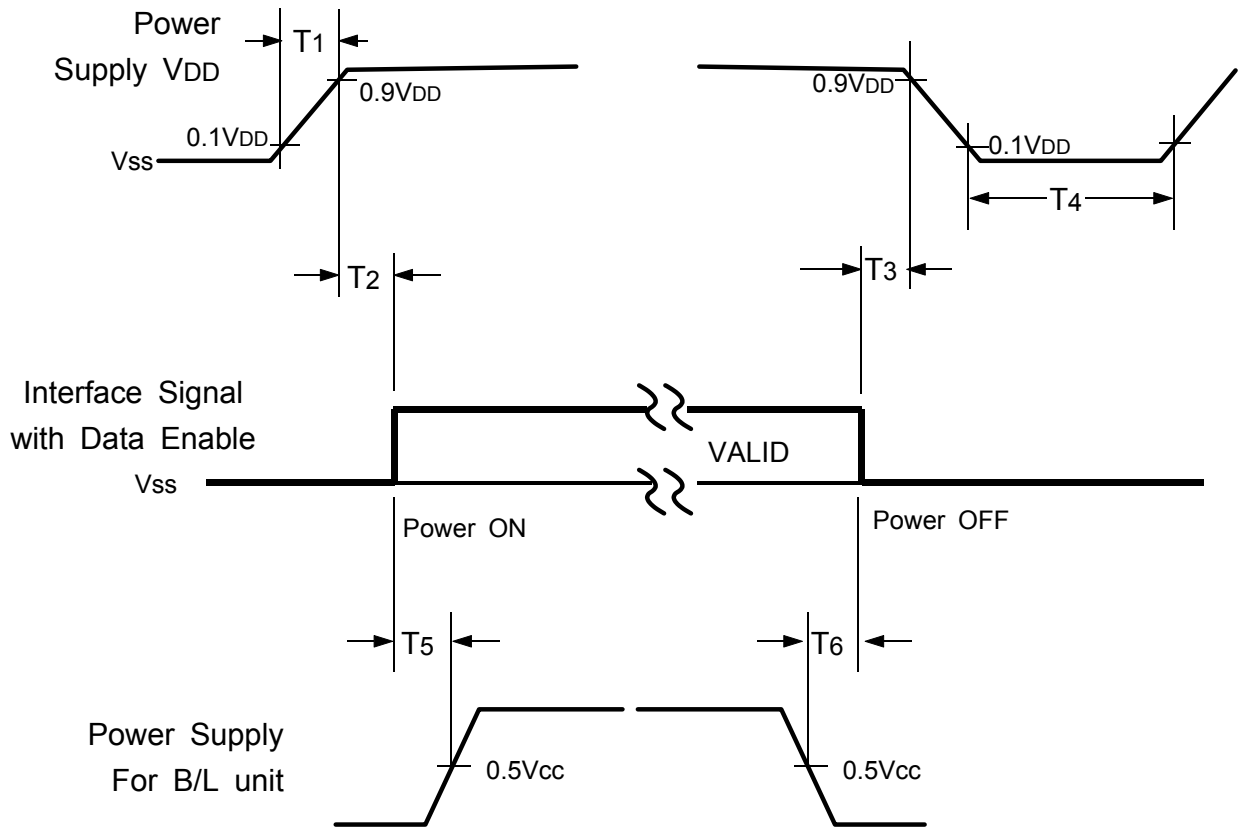 Power
Supply VDD
T1
0.9VDD
0.9VDD
0.1VDD
0.1VDD
Vss
T4
T2
T3
Interface Signal
with Data Enable
VALID
Vss
Power ON
Power OFF
T5
T6
Power Supply
For B/L unit
0.5Vcc
0.5Vcc